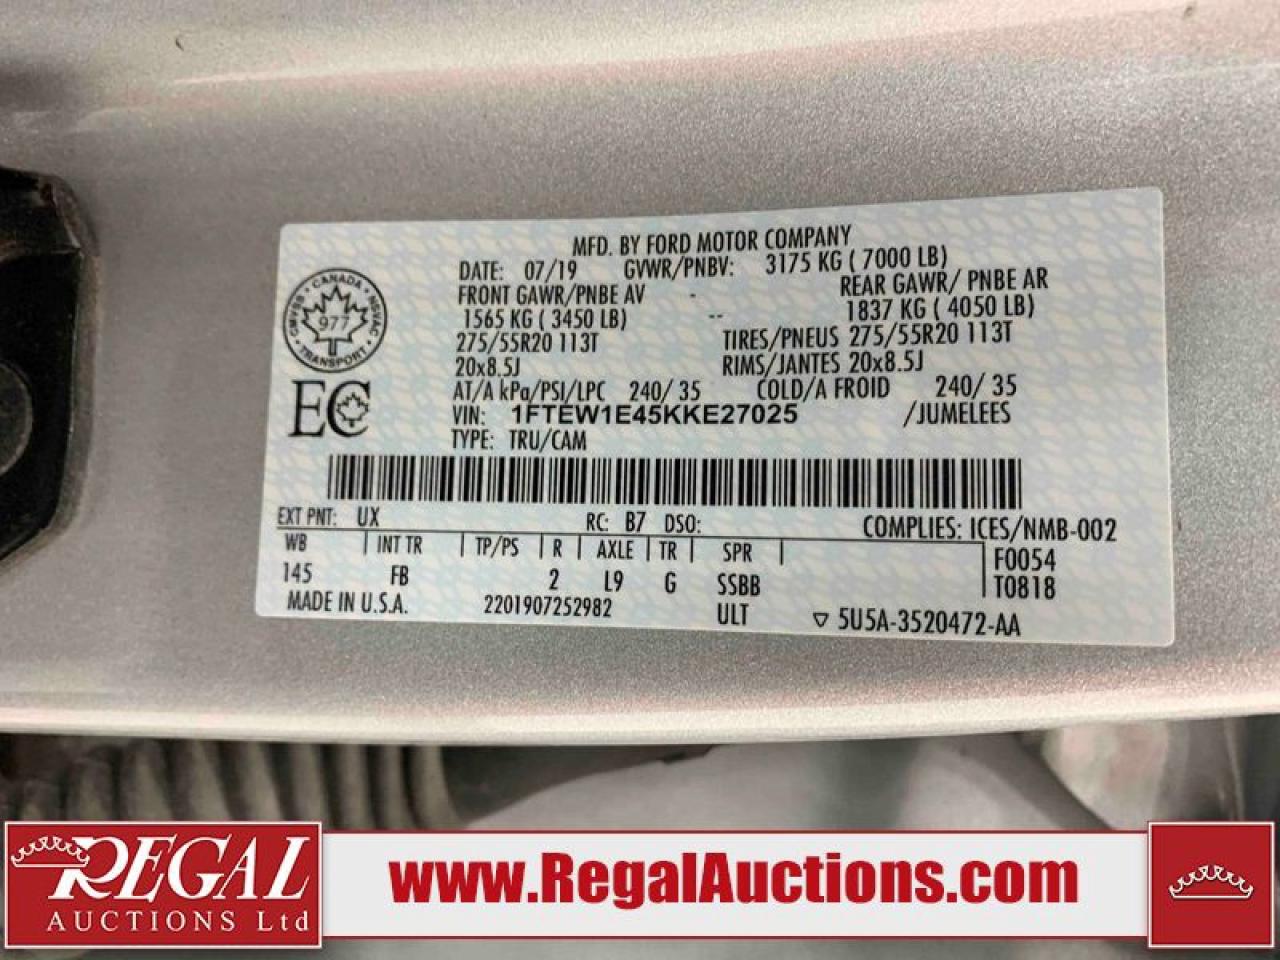 MFD. BY FORD MOTOR COMPANY
DATE: 07/19 GVWR/PNBV: 3175 KG ( 7000 LB)
FRONT GAWR/PNBE AV REAR GAWR/ PNBE AR
1565 KG ( 3450 LB) -- 1837 KG ( 4050 LB)
275/55R20 113T TIRES/PNEUS 275/55R20 113T
20x8.5J RIMS/JANTES 20x8.5J
AT/A kPa/PSI/LPC 240/ 35 COLD/A FROID 240/ 35
VIN: 1FTEW1E45KKE27025 /JUMELEES
TYPE: TRU/CAM
CANADA
CMVSS NSVAC
977
TRANSPORT
EC
EXT PNT: UX RC: B7 DSO: COMPLIES: ICES/NMB-002
WB INT TR TP/PS R AXLE TR SPR F0054
145 FB 2 L9 G SSBB T0818
MADE IN U.S.A. 2201907252982 ULT ▽ 5U5A-3520472-AA
REGAL
AUCTIONS Ltd
www.RegalAuctions.com